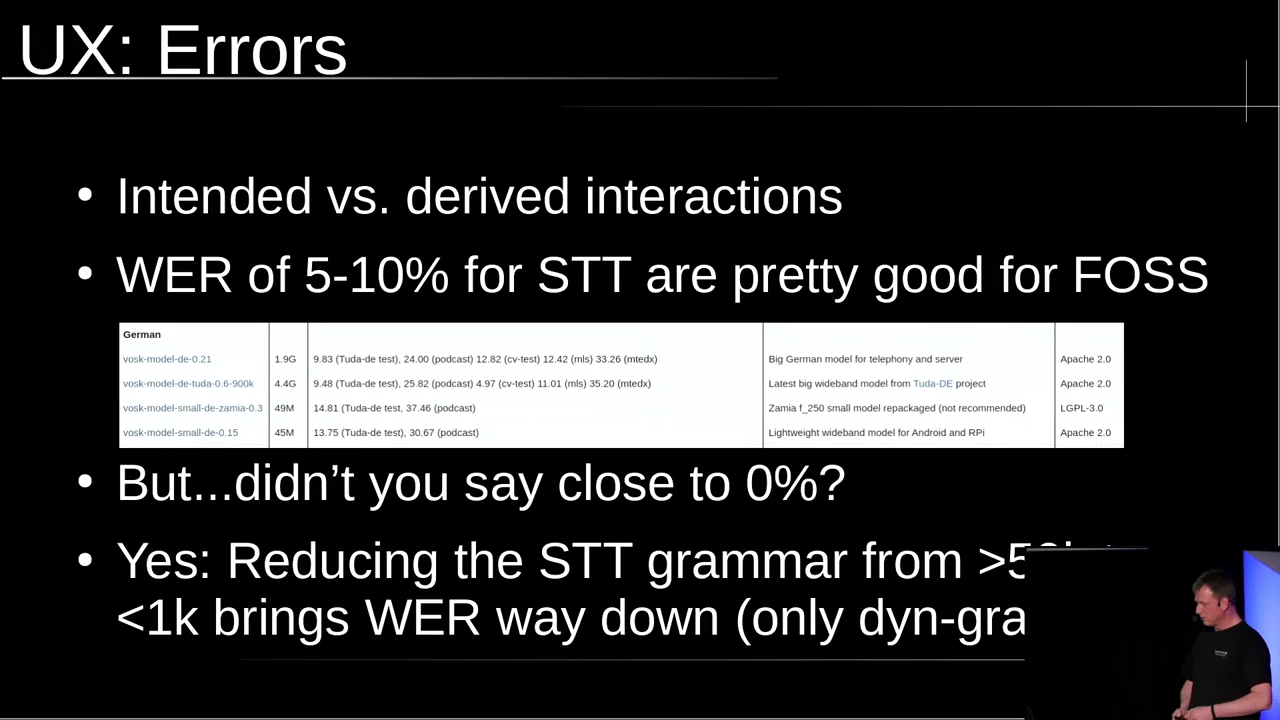 UX: Errors
• Intended vs. derived interactions
• WER of 5-10% for STT are pretty good for FOSS
German
vosk-model-de-0.21 1.9G 9.83 (Tuda-de test), 24.00 (podcast) 12.82 (cv-test) 12.42 (mls) 33.26 (mtedx) Big German model for telephony and server Apache 2.0
vosk-model-de-tuda-0.6-900k 4.4G 9.48 (Tuda-de test), 25.82 (podcast) 4.97 (cv-test) 11.01 (mls) 35.20 (mtedx) Latest big wideband model from Tuda-DE project Apache 2.0
vosk-model-small-de-zamia-0.3 49M 14.81 (Tuda-de test, 37.46 (podcast) Zamia f_250 small model repackaged (not recommended) LGPL-3.0
vosk-model-small-de-0.15 45M 13.75 (Tuda-de test), 30.67 (podcast) Lightweight wideband model for Android and RPi Apache 2.0
• But...didn’t you say close to 0%?
• Yes: Reducing the STT grammar from
<1k brings WER way down (only